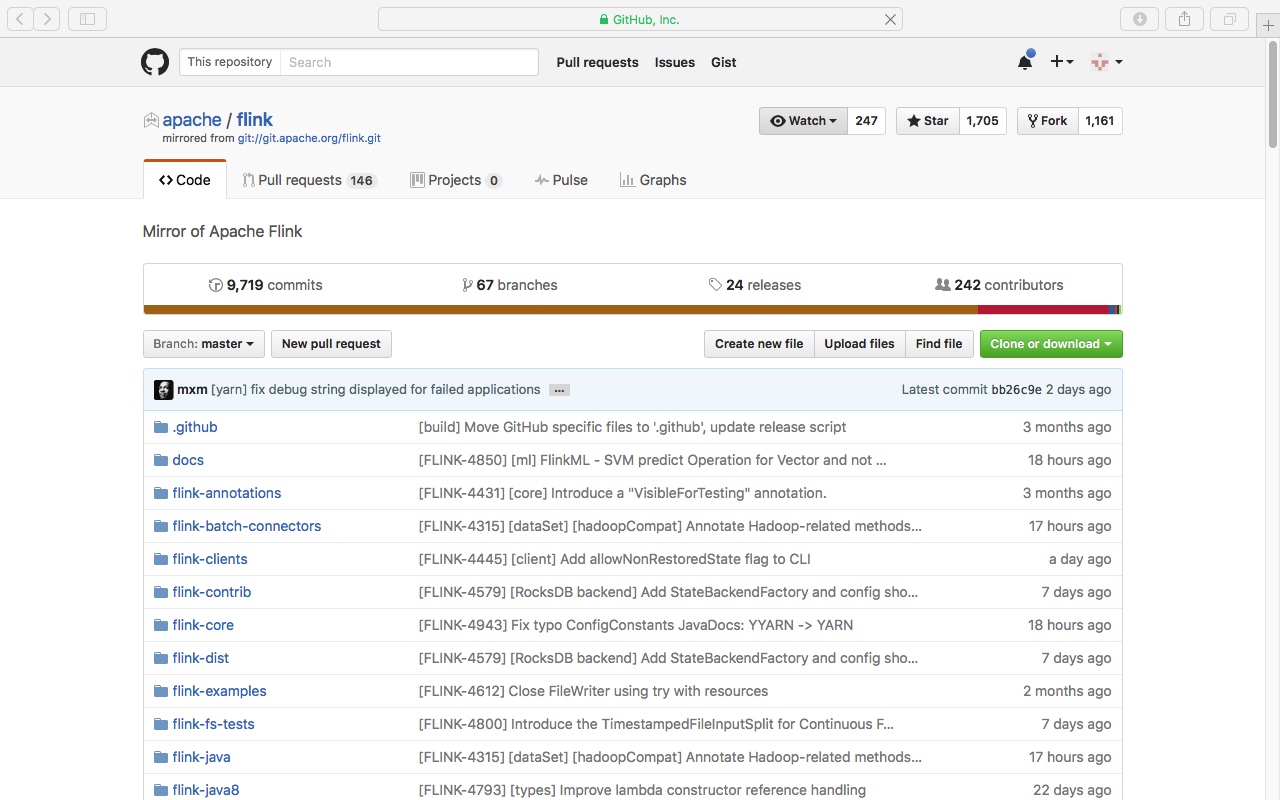 GitHub, Inc.
This repository Search Pull requests Issues Gist
apache / flink
Watch 247 Star 1,705 Fork 1,161
mirrored from git://git.apache.org/flink.git
Code Pull requests 146 Projects 0 Pulse Graphs
Mirror of Apache Flink
9,719 commits 67 branches 24 releases 242 contributors
Branch: master New pull request Create new file Upload files Find file Clone or download
mxm [yarn] fix debug string displayed for failed applications … Latest commit bb26c9e 2 days ago
.github [build] Move GitHub specific files to '.github', update release script 3 months ago
docs [FLINK-4850] [ml] FlinkML - SVM predict Operation for Vector and not … 18 hours ago
flink-annotations [FLINK-4431] [core] Introduce a "VisibleForTesting" annotation. 3 months ago
flink-batch-connectors [FLINK-4315] [dataSet] [hadoopCompat] Annotate Hadoop-related methods… 17 hours ago
flink-clients [FLINK-4445] [client] Add allowNonRestoredState flag to CLI a day ago
flink-contrib [FLINK-4579] [RocksDB backend] Add StateBackendFactory and config sho… 7 days ago
flink-core [FLINK-4943] Fix typo ConfigConstants JavaDocs: YYARN -> YARN 18 hours ago
flink-dist [FLINK-4579] [RocksDB backend] Add StateBackendFactory and config sho… 7 days ago
flink-examples [FLINK-4612] Close FileWriter using try with resources 2 months ago
flink-fs-tests [FLINK-4800] Introduce the TimestampedFileInputSplit for Continuous F… 7 days ago
flink-java [FLINK-4315] [dataSet] [hadoopCompat] Annotate Hadoop-related methods… 17 hours ago
flink-java8 [FLINK-4793] [types] Improve lambda constructor reference handling 22 days ago